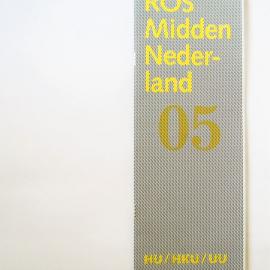 ROS
Midden
Neder-
land
05
HU / HKU / UU